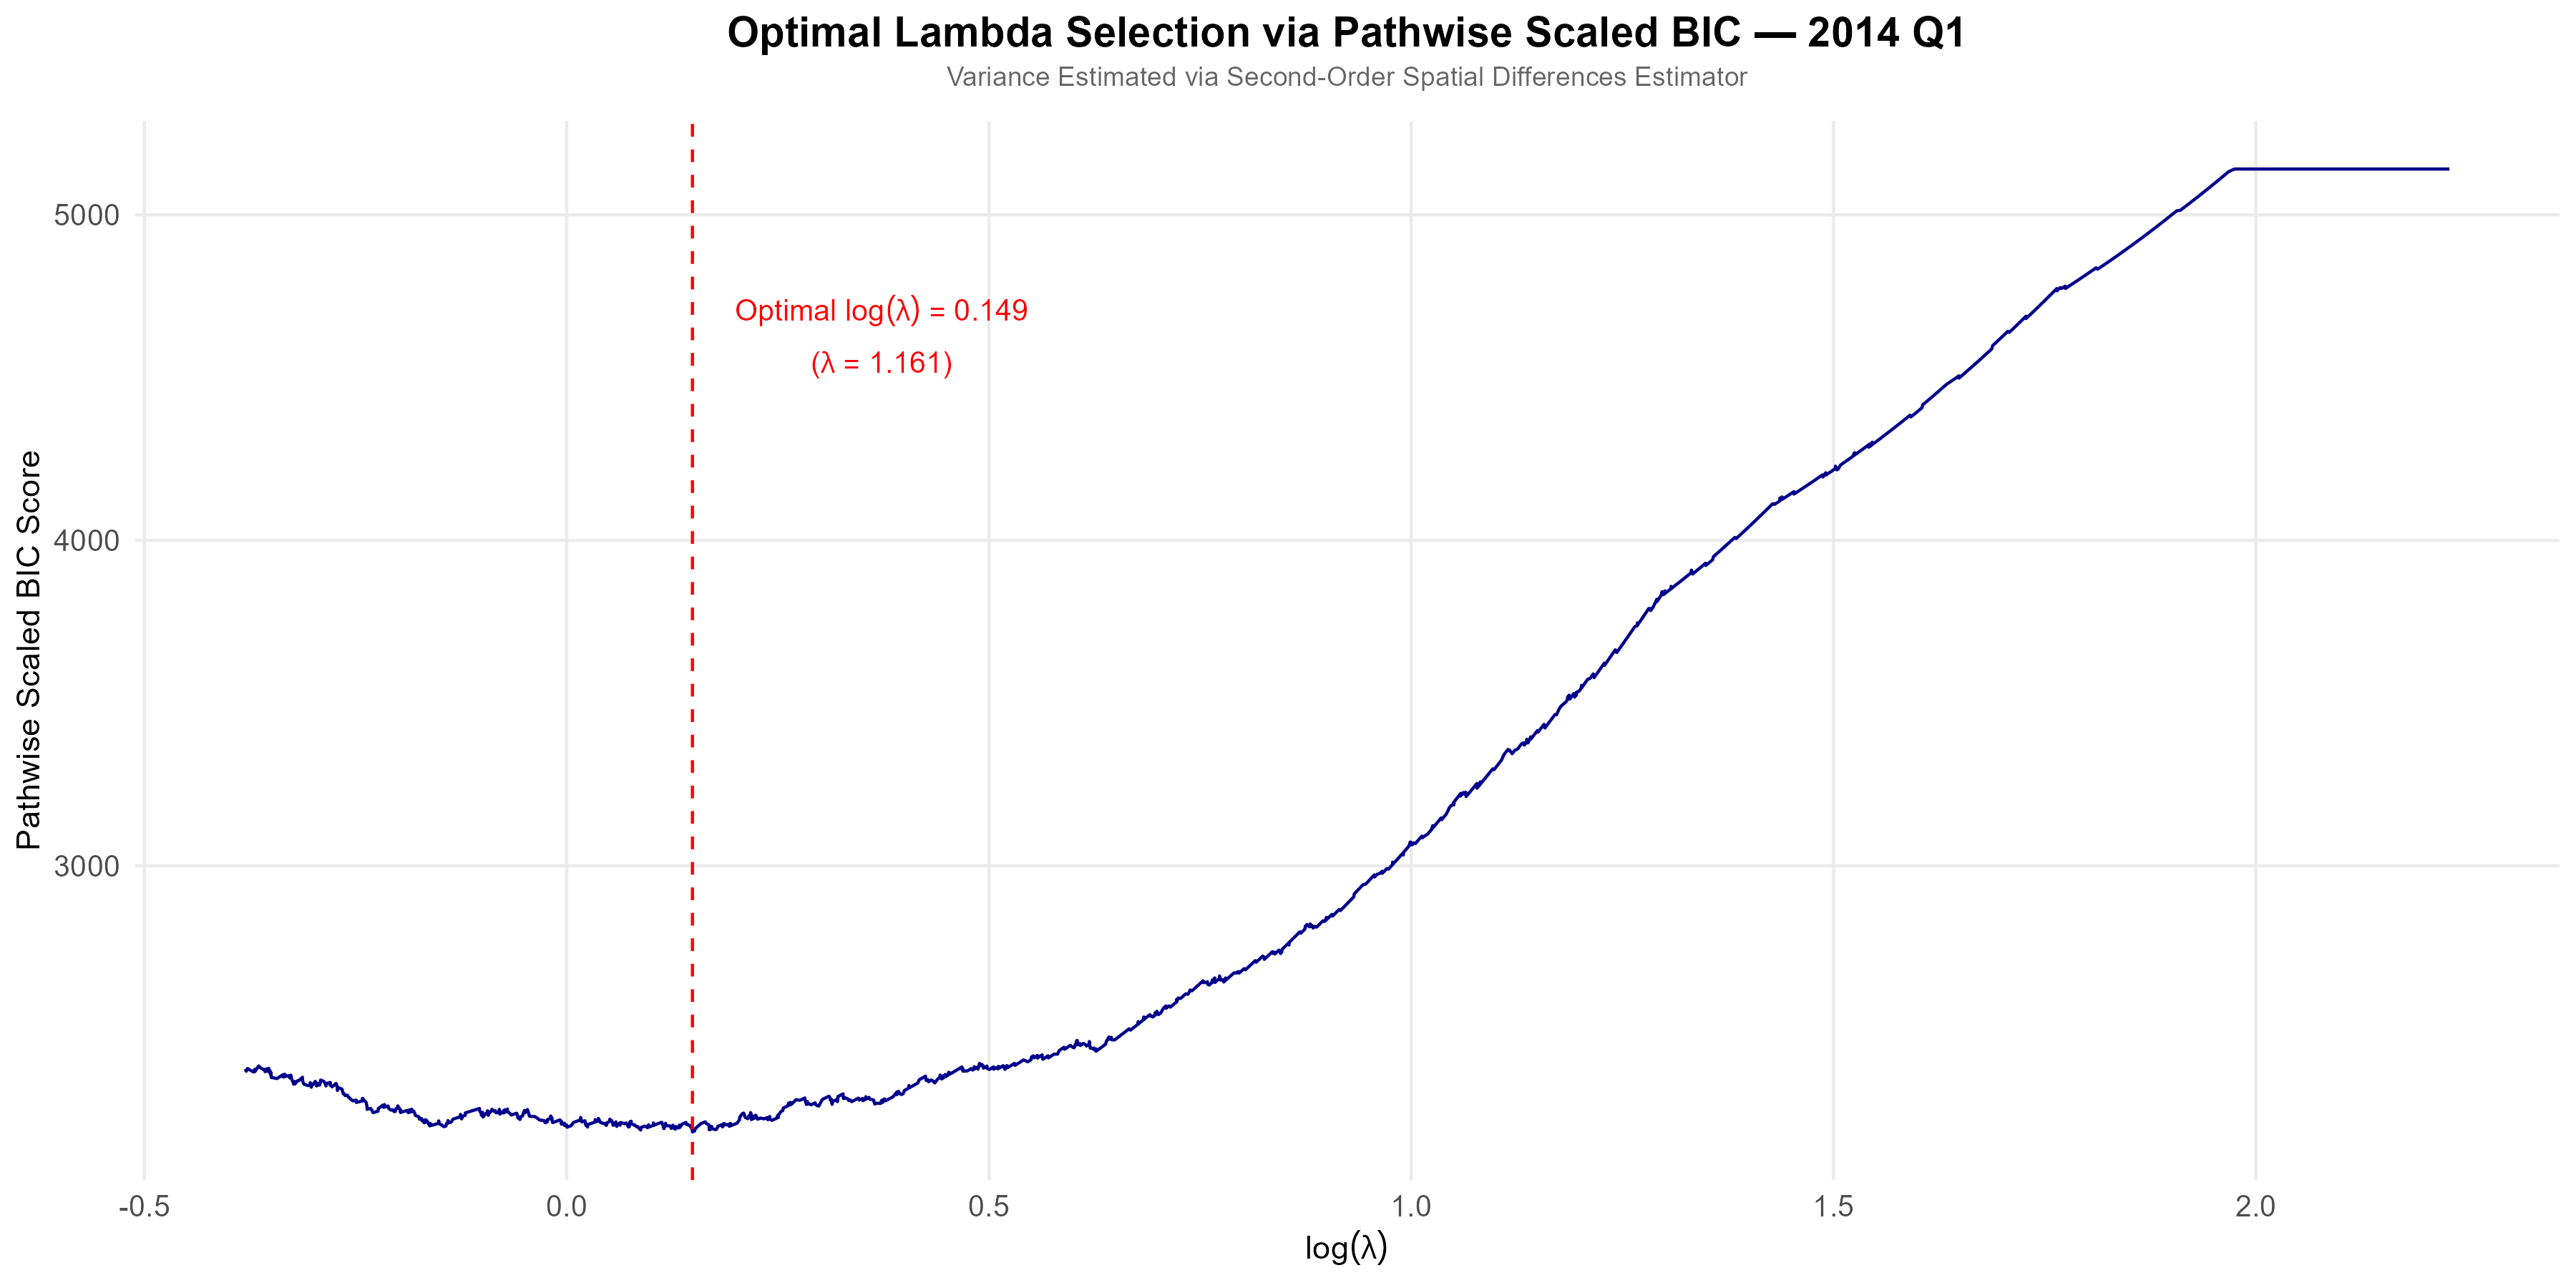 Optimal Lambda Selection via Pathwise Scaled BIC — 2014 Q1
Variance Estimated via Second-Order Spatial Differences Estimator
Pathwise Scaled BIC Score
5000
4000
3000
Optimal log(λ) = 0.149
(λ = 1.161)
-0.5
0.0
0.5
1.0
1.5
2.0
log(λ)